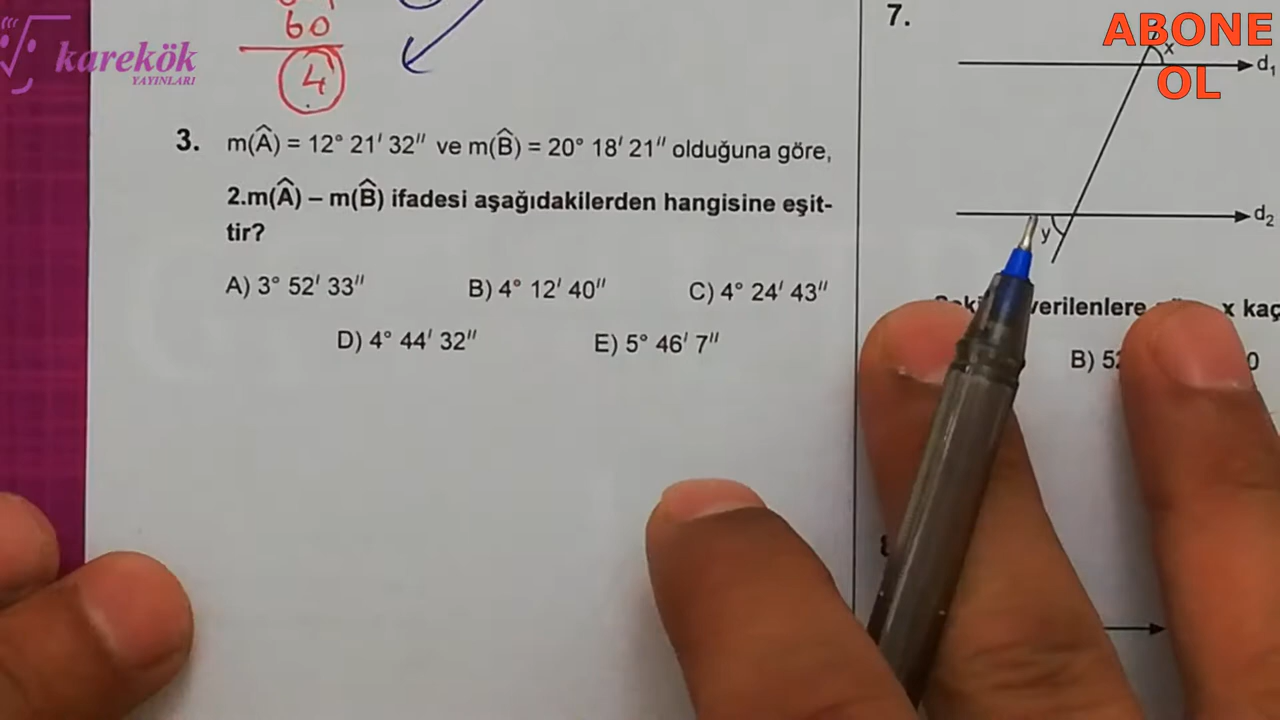 60
4
karekök
YAYINLARI
3. m(Â) = 12° 21' 32'' ve m(B̂) = 20° 18' 21'' olduğuna göre,
2.m(Â) – m(B̂) ifadesi aşağıdakilerden hangisine eşit-
tir?
A) 3° 52' 33'' B) 4° 12' 40'' C) 4° 24' 43''
D) 4° 44' 32'' E) 5° 46' 7''
7.
ABONE
OL
x
d₁
d₂
y
verilenlere x kaç
B)